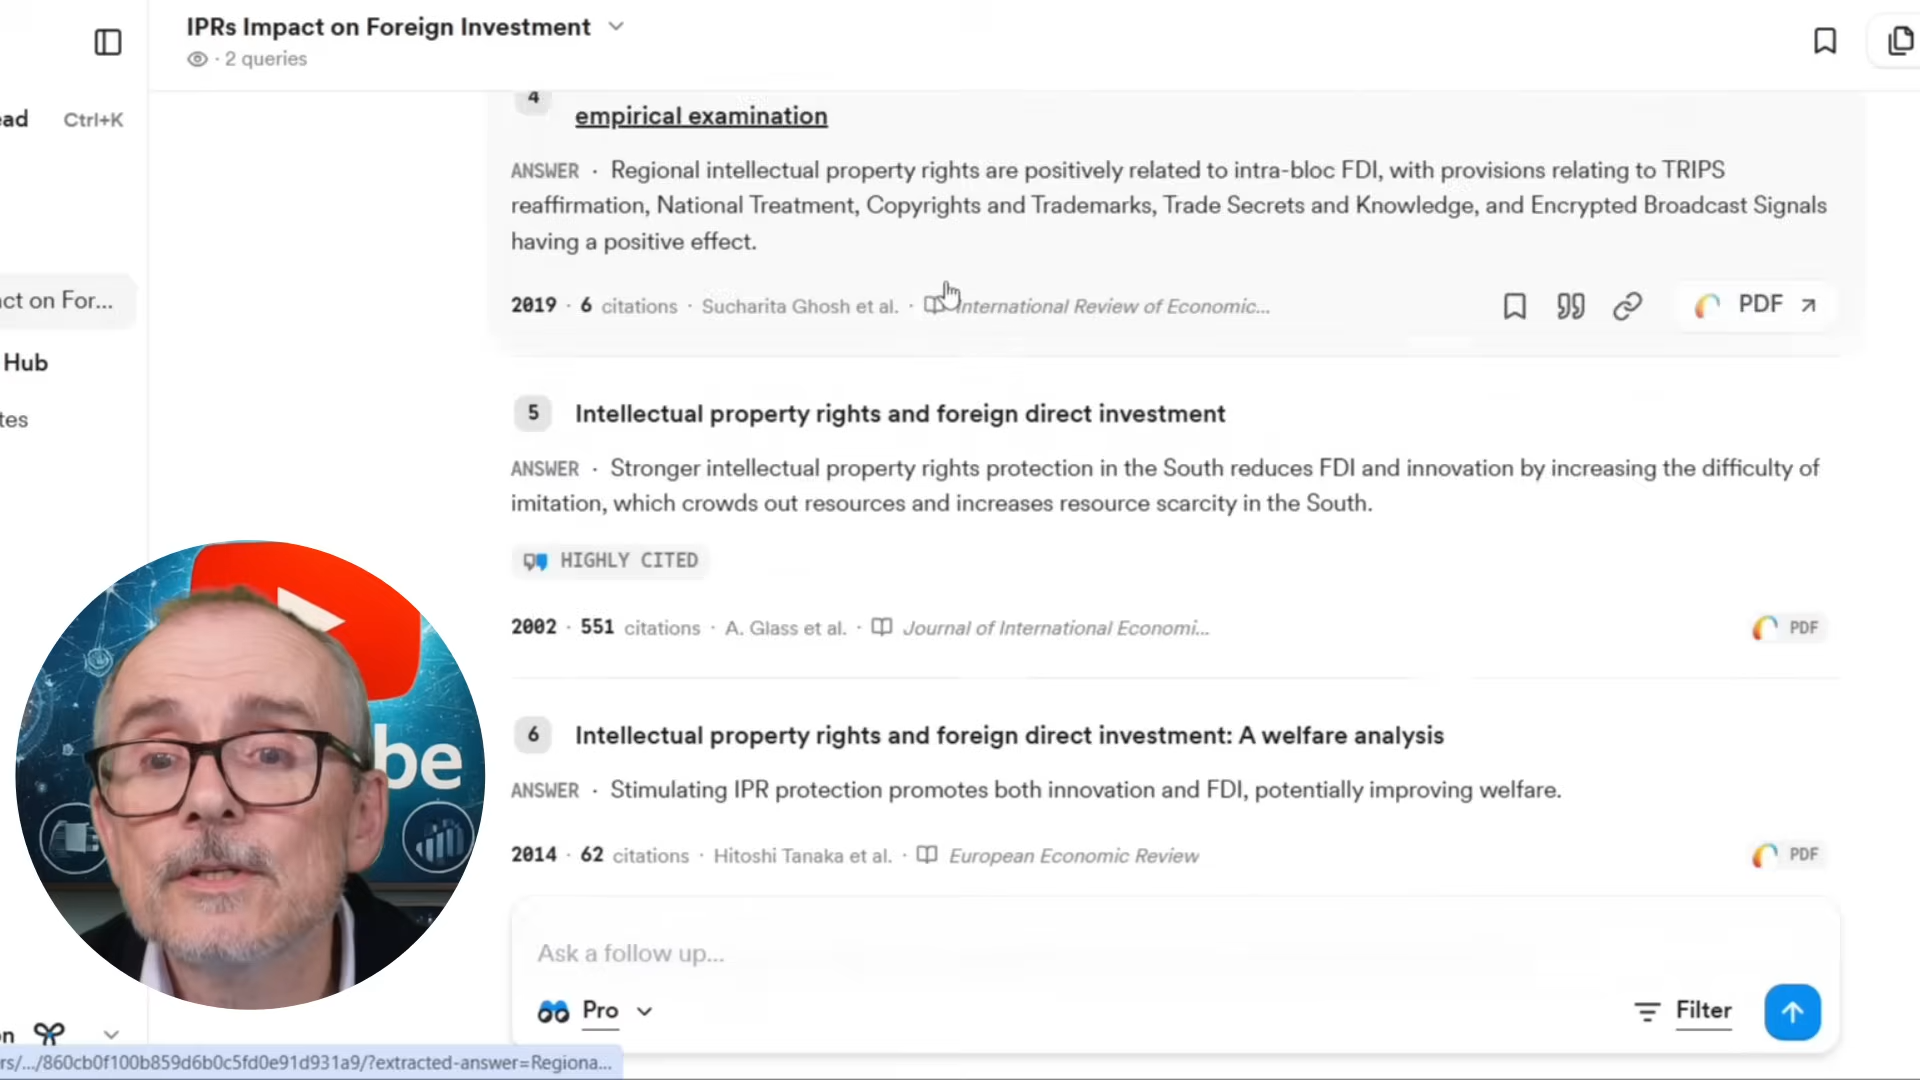 IPRs Impact on Foreign Investment
· 2 queries
ead Ctrl+K
4
empirical examination
ANSWER · Regional intellectual property rights are positively related to intra-bloc FDI, with provisions relating to TRIPS
reaffirmation, National Treatment, Copyrights and Trademarks, Trade Secrets and Knowledge, and Encrypted Broadcast Signals
having a positive effect.
2019 · 6 citations · Sucharita Ghosh et al. · International Review of Economic...
PDF
act on For...
Hub
tes
5 Intellectual property rights and foreign direct investment
ANSWER · Stronger intellectual property rights protection in the South reduces FDI and innovation by increasing the difficulty of
imitation, which crowds out resources and increases resource scarcity in the South.
HIGHLY CITED
2002 · 551 citations · A. Glass et al. · Journal of International Economi...
PDF
6 Intellectual property rights and foreign direct investment: A welfare analysis
ANSWER · Stimulating IPR protection promotes both innovation and FDI, potentially improving welfare.
2014 · 62 citations · Hitoshi Tanaka et al. · European Economic Review
PDF
be
Ask a follow up...
Pro
Filter
on
rs/.../860cb0f100b859d6b0c5fd0e91d931a9/?extracted-answer=Regiona...